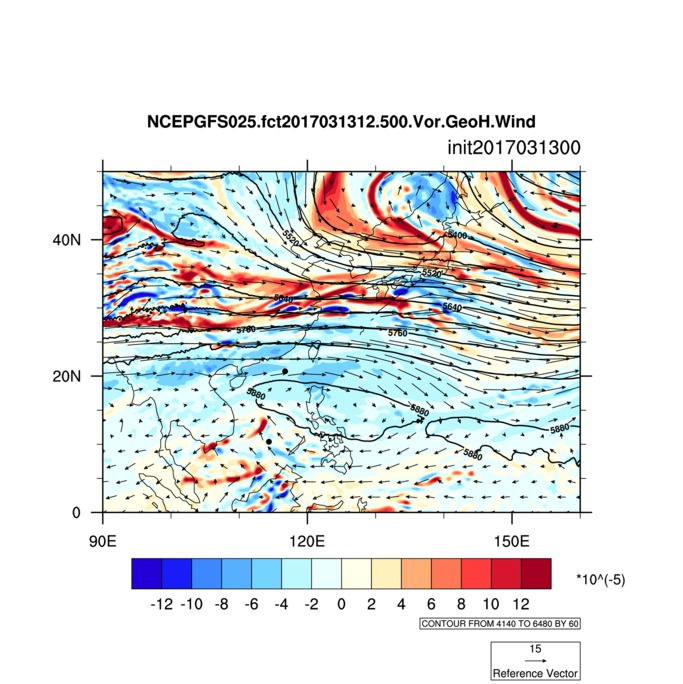 NCEPGFS025.fct2017031312.500.Vor.GeoH.Wind
init2017031300
40N
20N
0
90E 120E 150E
5520
5400
5520
5640
5640
5760
5760
5880
5880
5880
5880
-12 -10 -8 -6 -4 -2 0 2 4 6 8 10 12
*10^(-5)
CONTOUR FROM 4140 TO 6480 BY 60
15
Reference Vector